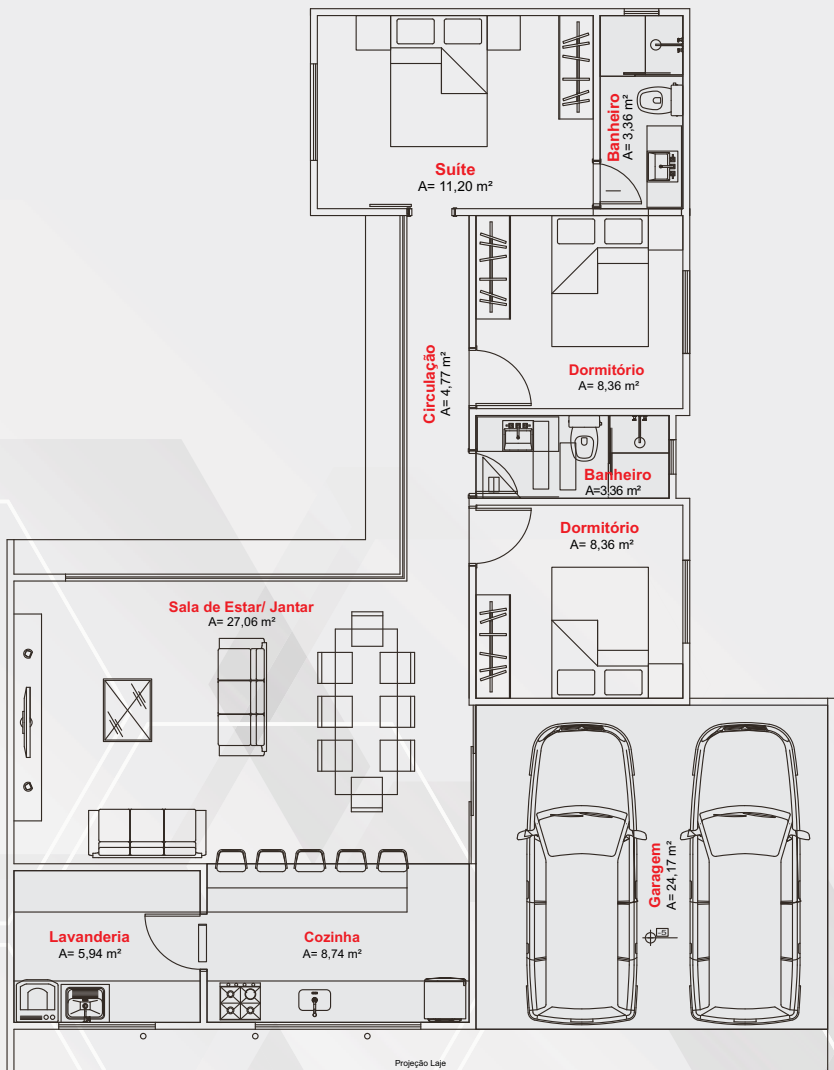 Suíte
A= 11,20 m²
Banheiro
A= 3,36 m²
Circulação
A= 4,77 m²
Dormitório
A= 8,36 m²
Banheiro
A=3,36 m²
Dormitório
A= 8,36 m²
Sala de Estar/ Jantar
A= 27,06 m²
Garagem
A= 24,17 m²
-5
Lavanderia
A= 5,94 m²
Cozinha
A= 8,74 m²
Projeção Laje